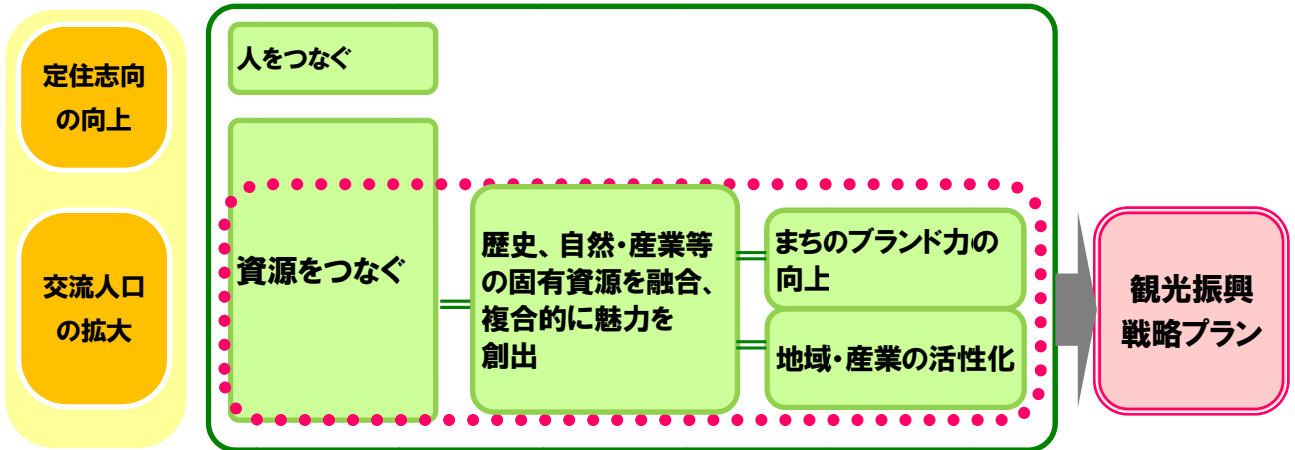 定住志向
の向上
交流人口
の拡大
人をつなぐ
資源をつなぐ
歴史、自然・産業等
の固有資源を融合、
複合的に魅力を
創出
まちのブランド力の
向上
地域・産業の活性化
観光振興
戦略プラン